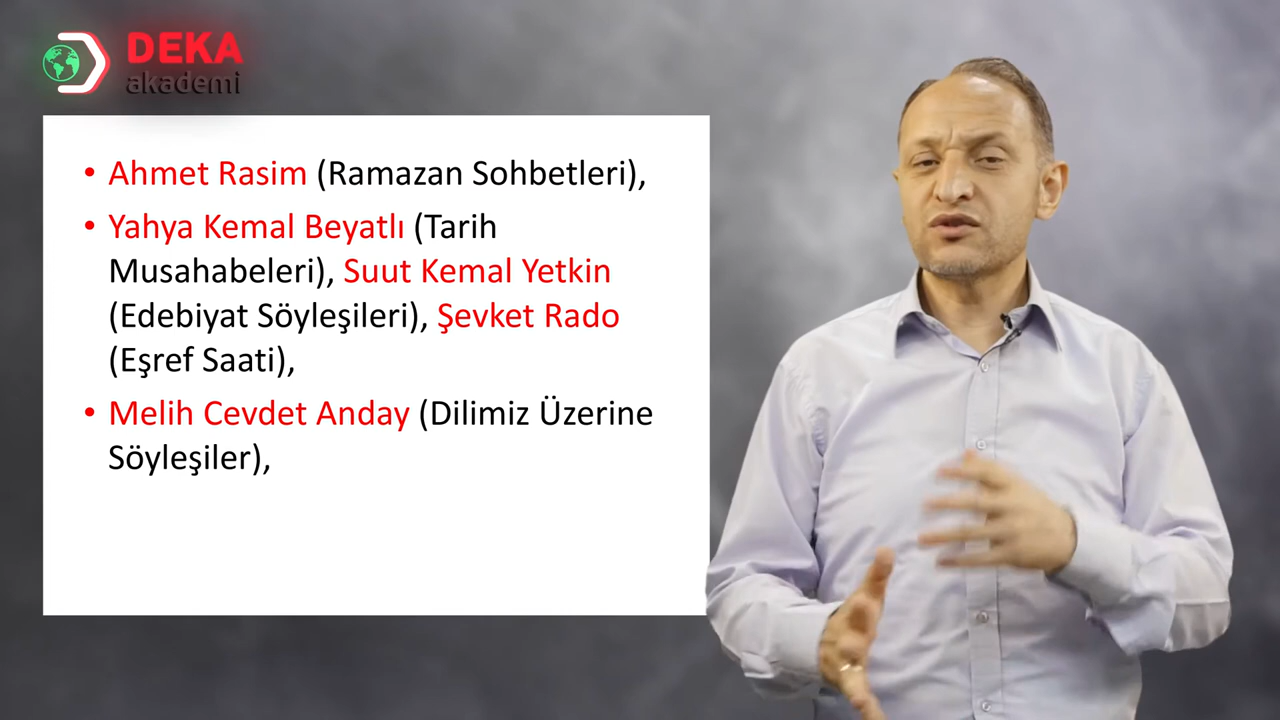 DEKA
akademi
• Ahmet Rasim (Ramazan Sohbetleri),
• Yahya Kemal Beyatlı (Tarih
Musahabeleri), Suut Kemal Yetkin
(Edebiyat Söyleşileri), Şevket Rado
(Eşref Saati),
• Melih Cevdet Anday (Dilimiz Üzerine
Söyleşiler),